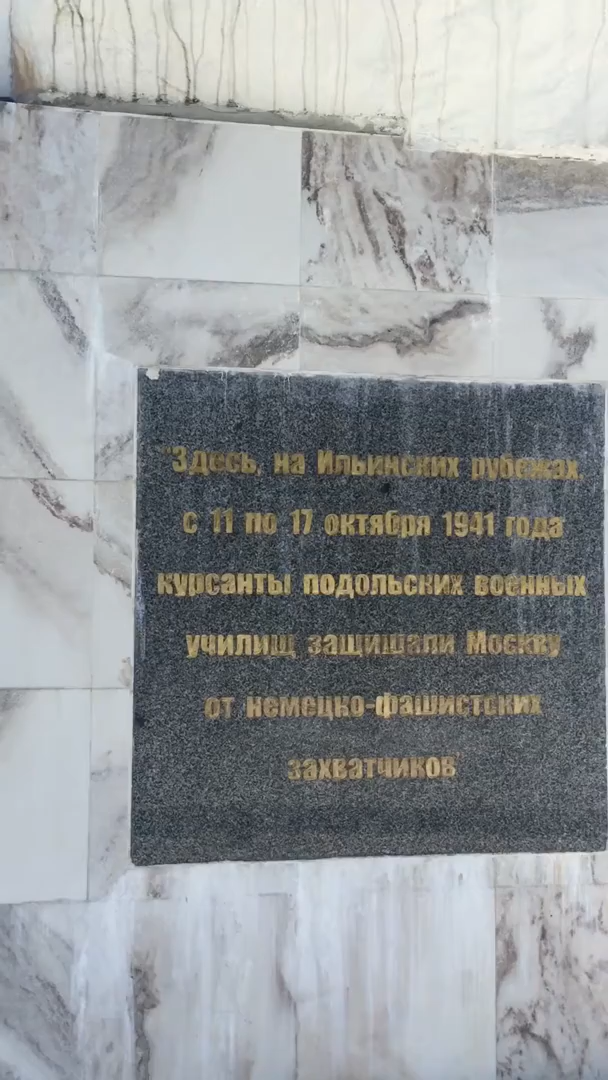 "Здесь, на Ильинских рубежах,
с 11 по 17 октября 1941 года
курсанты подольских военных
училищ защищали Москву
от немецко-фашистских
захватчиков"